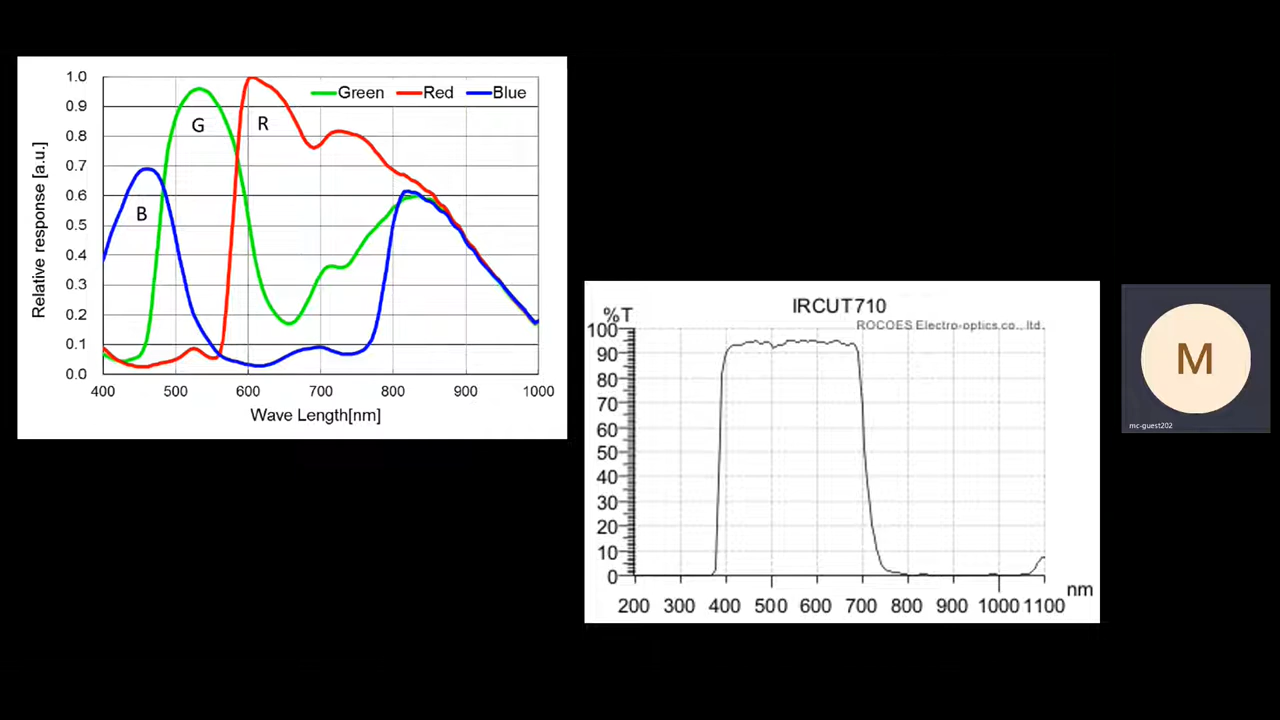 Relative response [a.u.]
1.0
0.9
0.8
0.7
0.6
0.5
0.4
0.3
0.2
0.1
0.0
Green Red Blue
G R
B
400 500 600 700 800 900 1000
Wave Length[nm]
IRCUT710
%T
ROCOES Electro-optics.co., ltd.
100
90
80
70
60
50
40
30
20
10
0
200 300 400 500 600 700 800 900 1000 1100
nm
M
mc-guest202